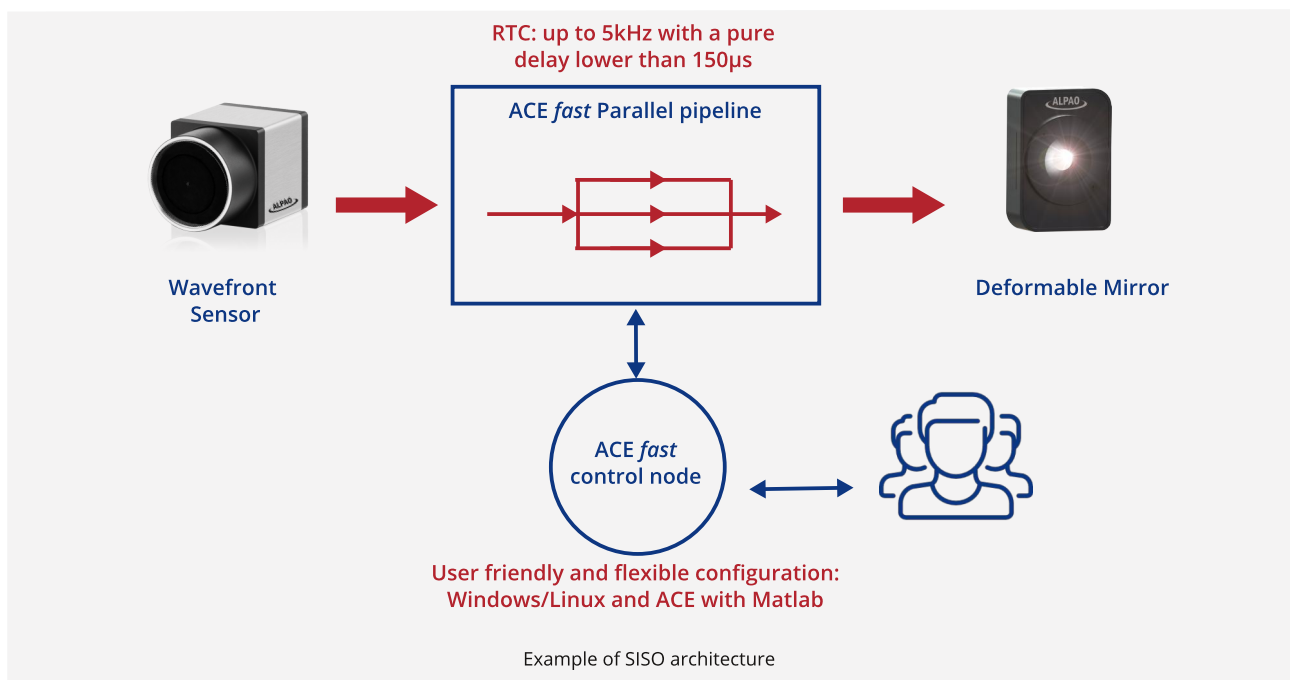 RTC: up to 5kHz with a pure
delay lower than 150µs
ACE fast Parallel pipeline
ALPAO
ALPAO
Wavefront
Sensor
Deformable Mirror
ACE fast
control node
User friendly and flexible configuration:
Windows/Linux and ACE with Matlab
Example of SISO architecture